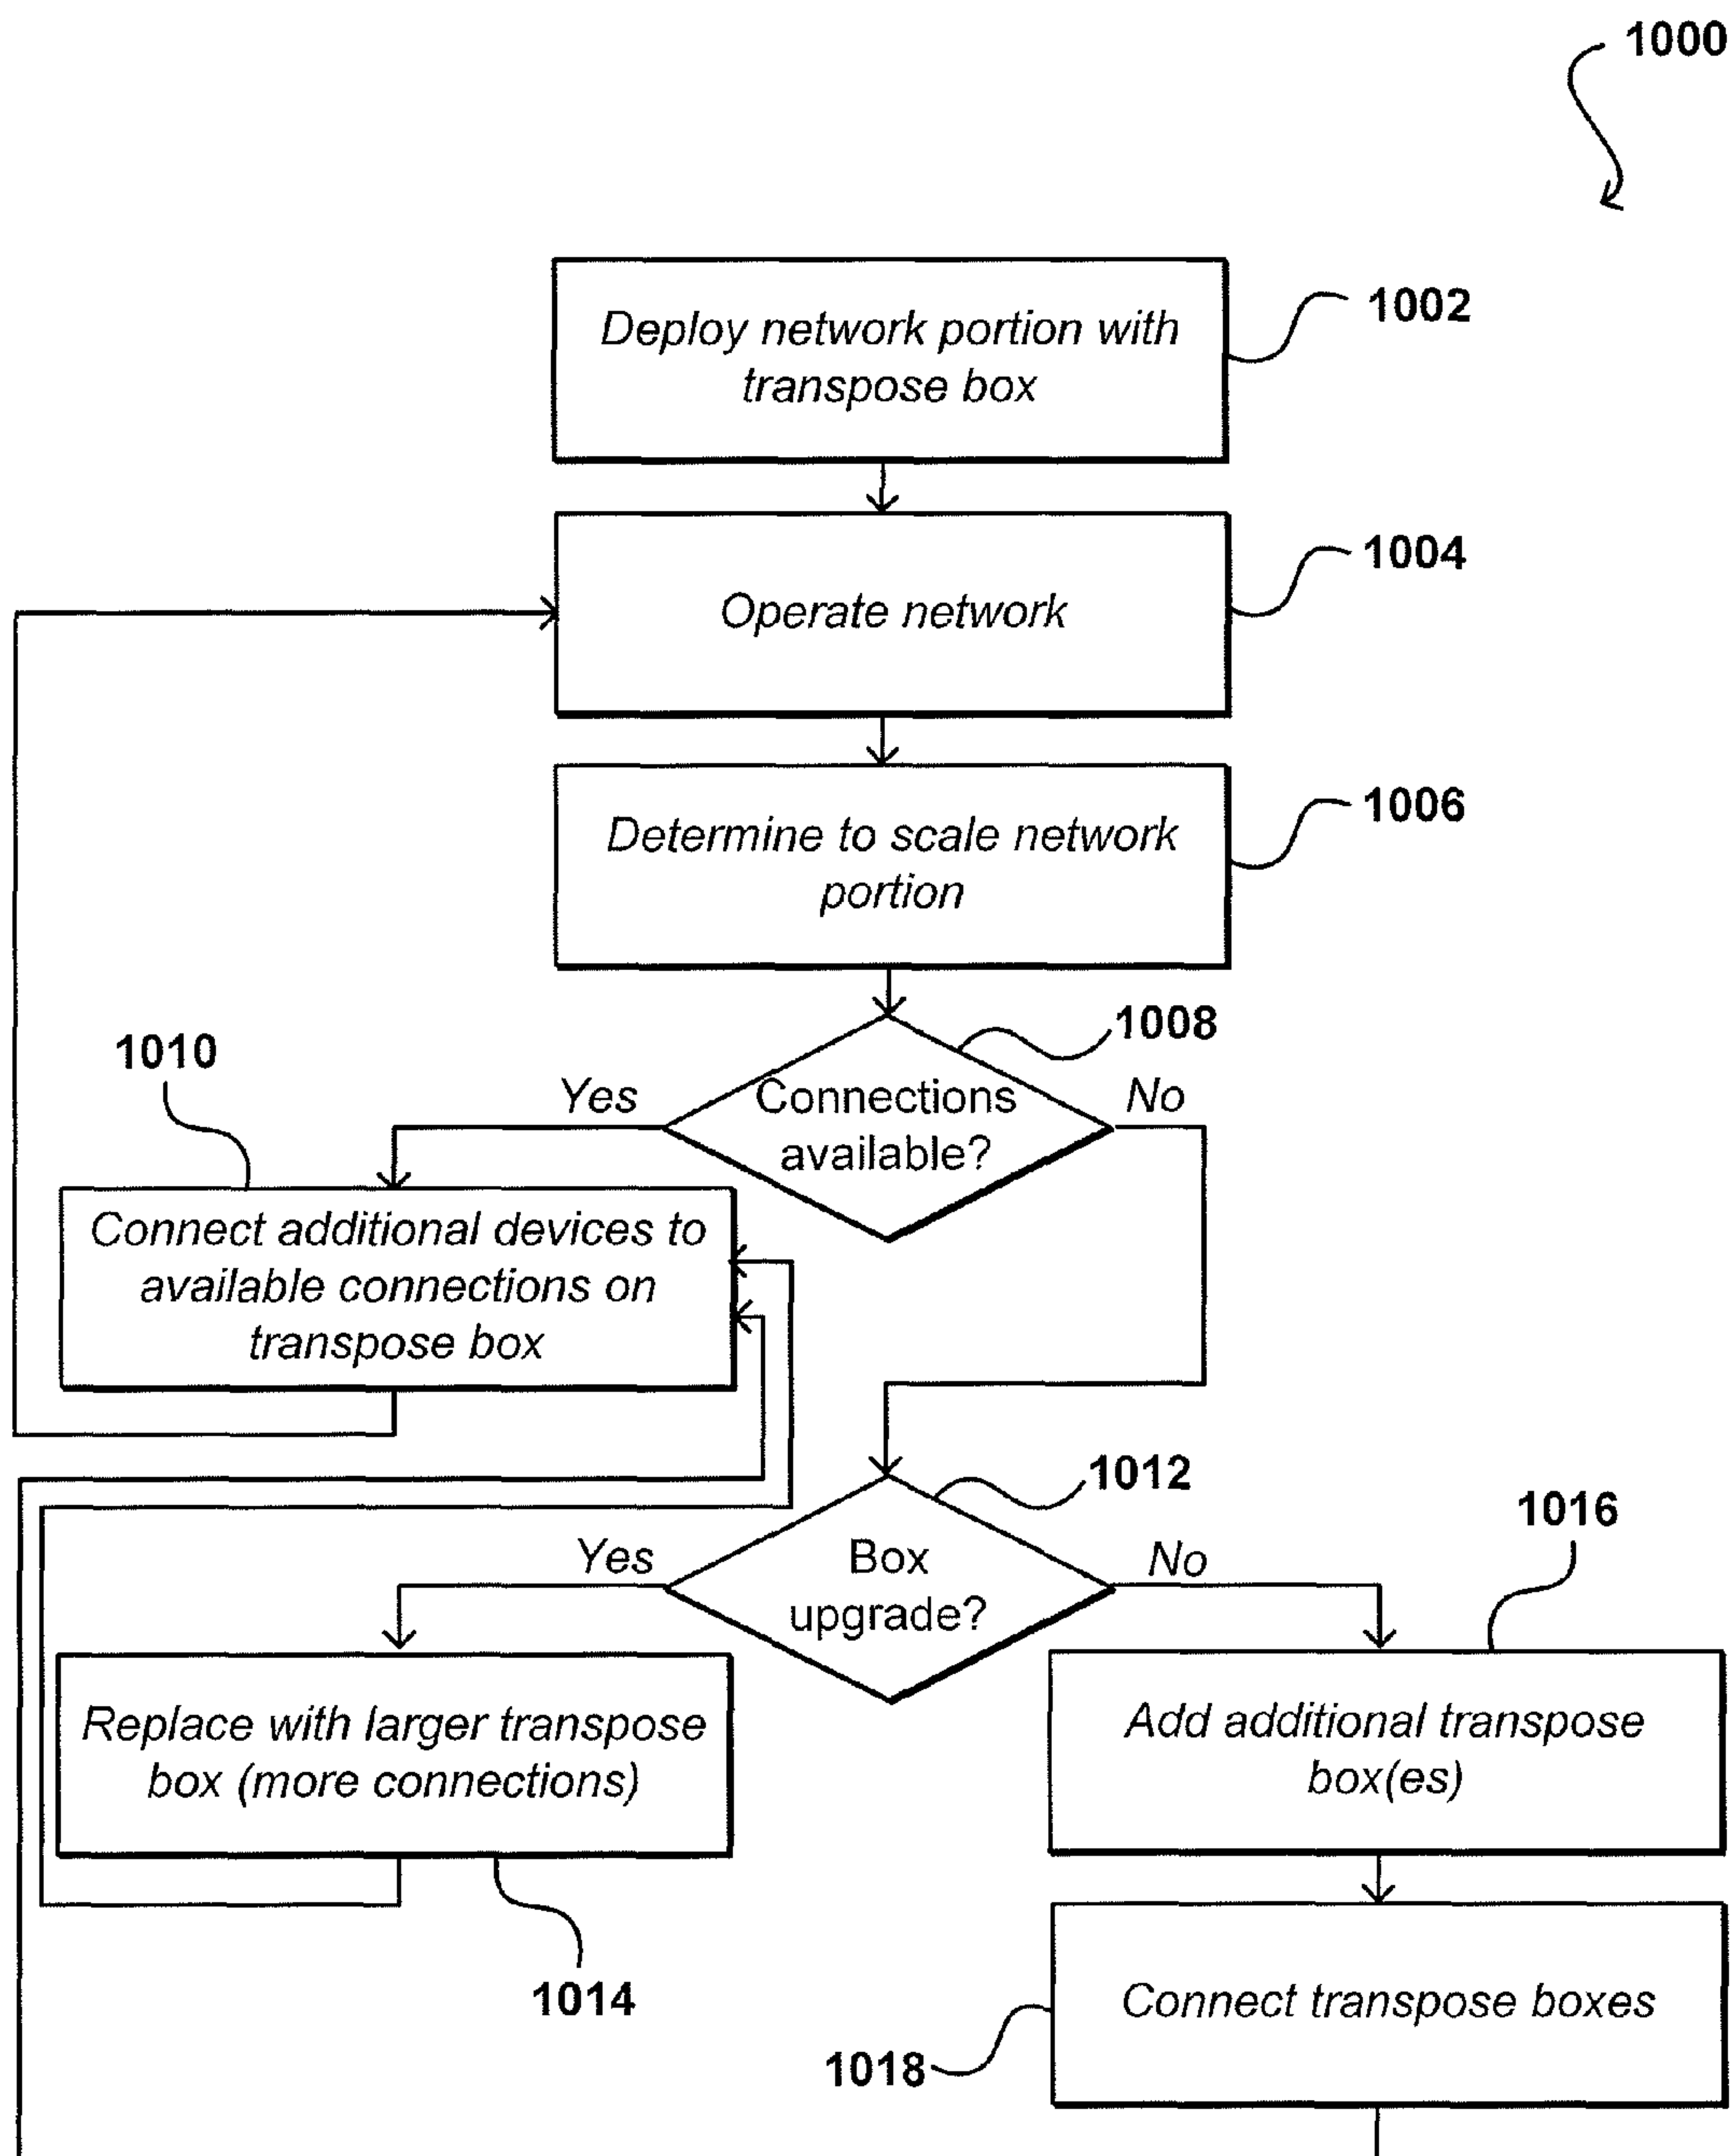 1000
Deploy network portion with
transpose box
1002
Operate network
1004
Determine to scale network
portion
1006
1008
Connections
available?
Yes
No
1010
Connect additional devices to
available connections on
transpose box
1012
Box
upgrade?
Yes
No
1016
Replace with larger transpose
box (more connections)
1014
Add additional transpose
box(es)
Connect transpose boxes
1018